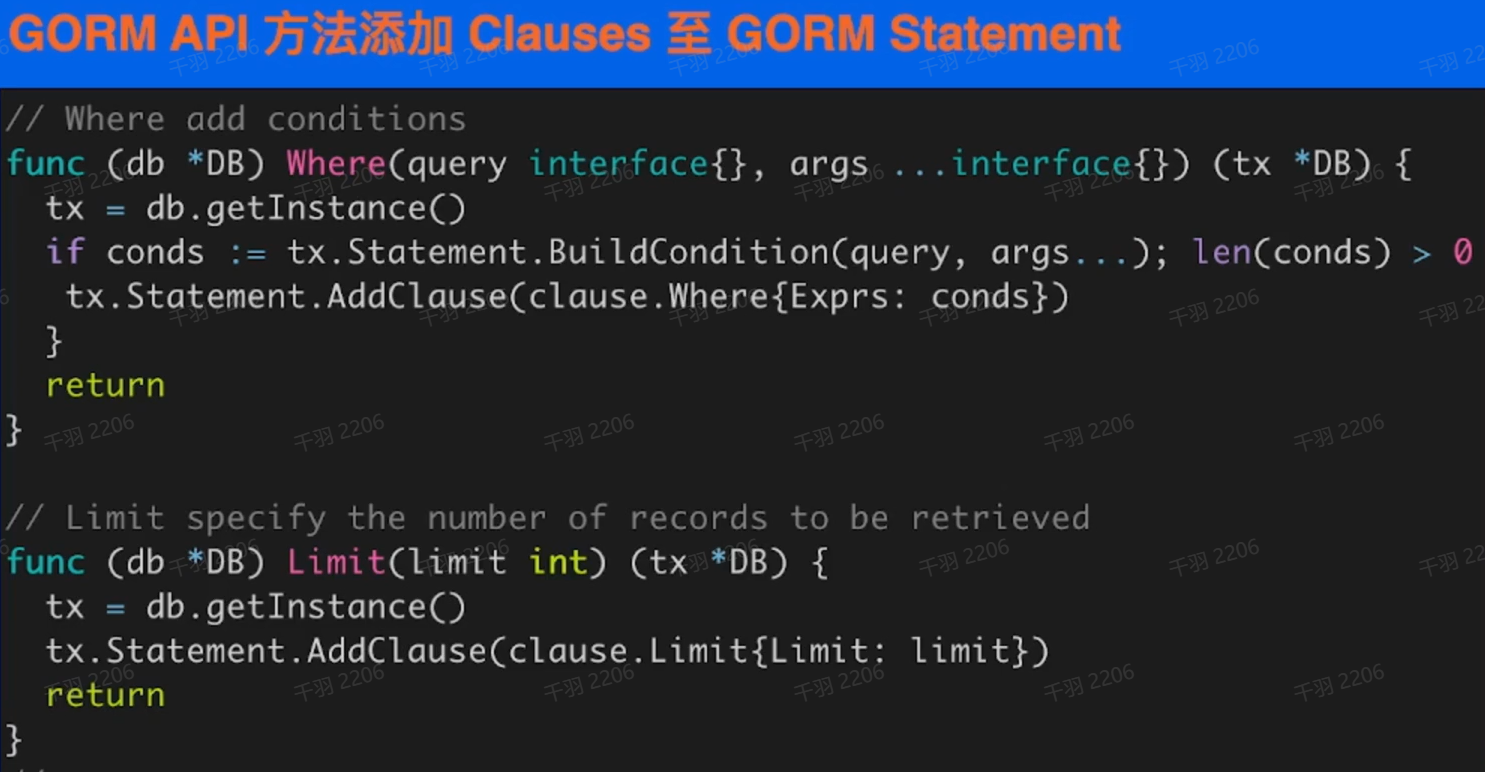 GORM API 方法添加 Clauses 至 GORM Statement
// Where add conditions
func (db *DB) Where(query interface{}, args ...interface{}) (tx *DB) {
  tx = db.getInstance()
  if conds := tx.Statement.BuildCondition(query, args...); len(conds) > 0
   tx.Statement.AddClause(clause.Where{Exprs: conds})
  }
  return
}
// Limit specify the number of records to be retrieved
func (db *DB) Limit(limit int) (tx *DB) {
  tx = db.getInstance()
  tx.Statement.AddClause(clause.Limit{Limit: limit})
  return
}
千羽 2206